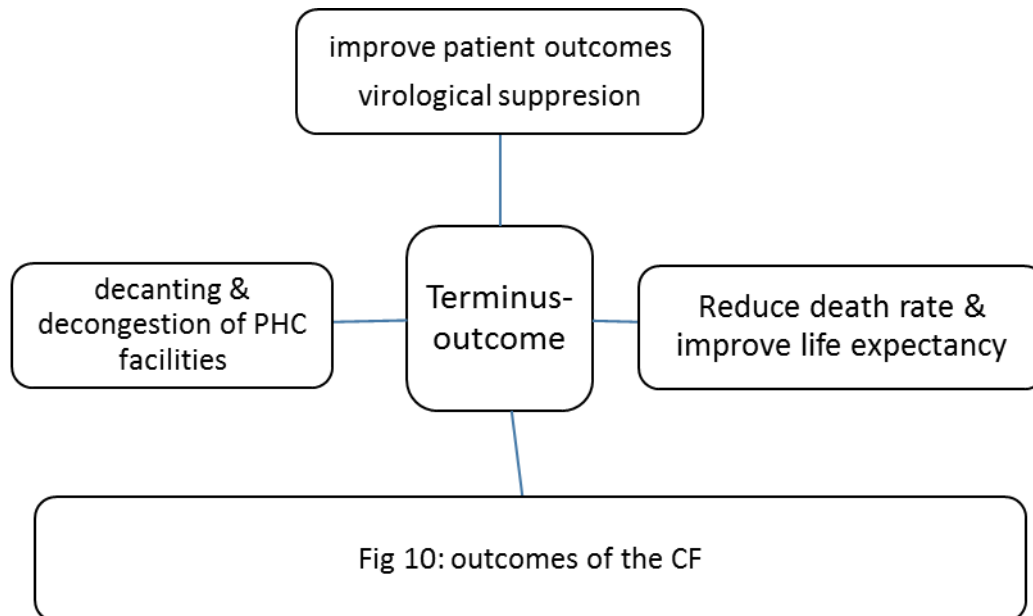 improve patient outcomes
virological suppresion
decanting &
decongestion of PHC
facilities
Terminus-
outcome
Reduce death rate &
improve life expectancy
Fig 10: outcomes of the CF